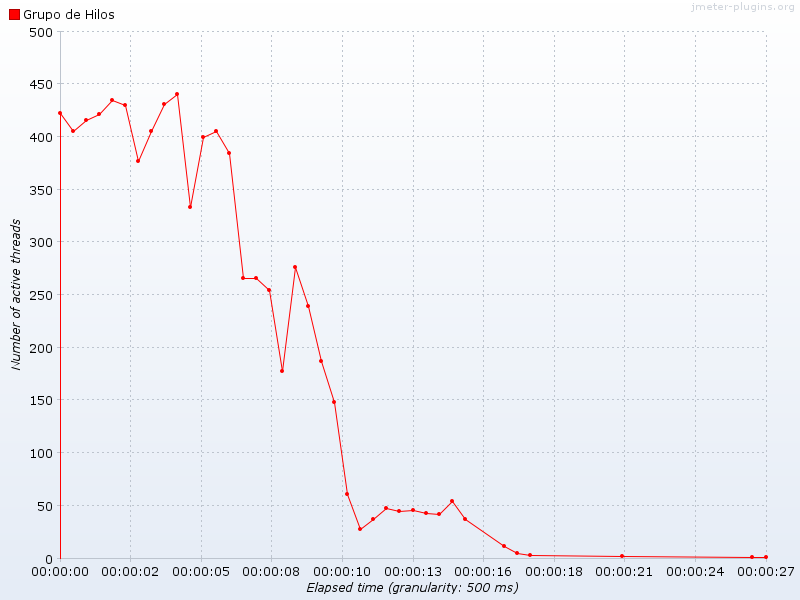 jmeter-plugins.org
Grupo de Hilos
500
450
400
350
300
250
200
150
100
50
0
Number of active threads
00:00:00 00:00:02 00:00:05 00:00:08 00:00:10 00:00:13 00:00:16 00:00:18 00:00:21 00:00:24 00:00:27
Elapsed time (granularity: 500 ms)